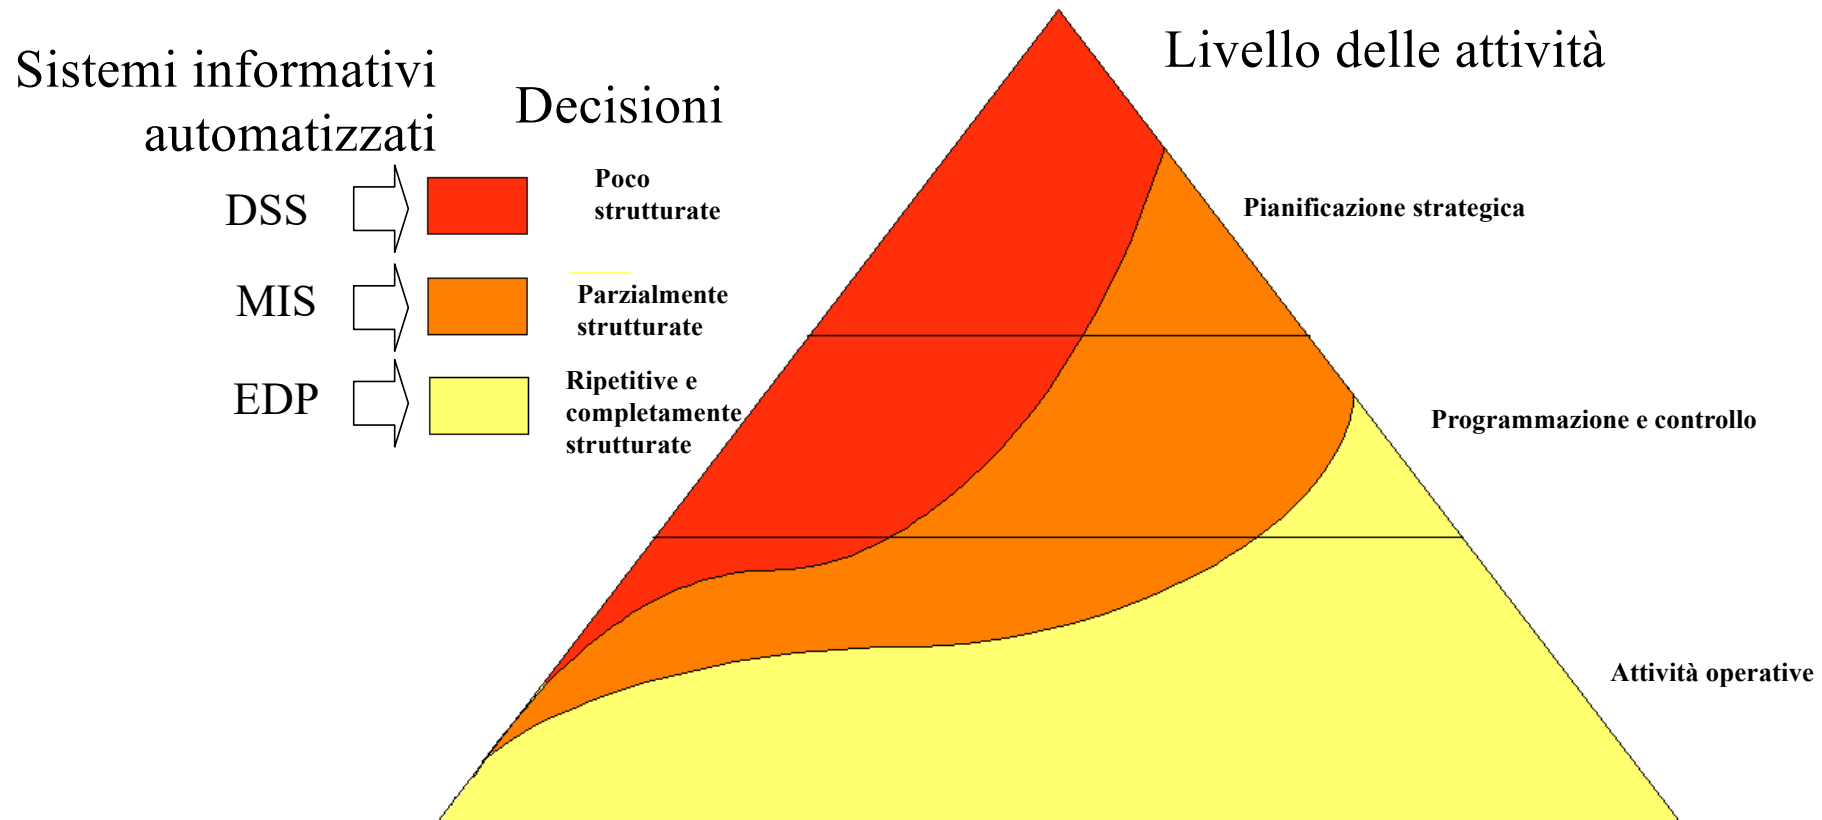 Sistemi informativi
automatizzati
Decisioni
Livello delle attività
DSS
Poco
strutturate
MIS
Parzialmente
strutturate
EDP
Ripetitive e
completamente
strutturate
Pianificazione strategica
Programmazione e controllo
Attività operative